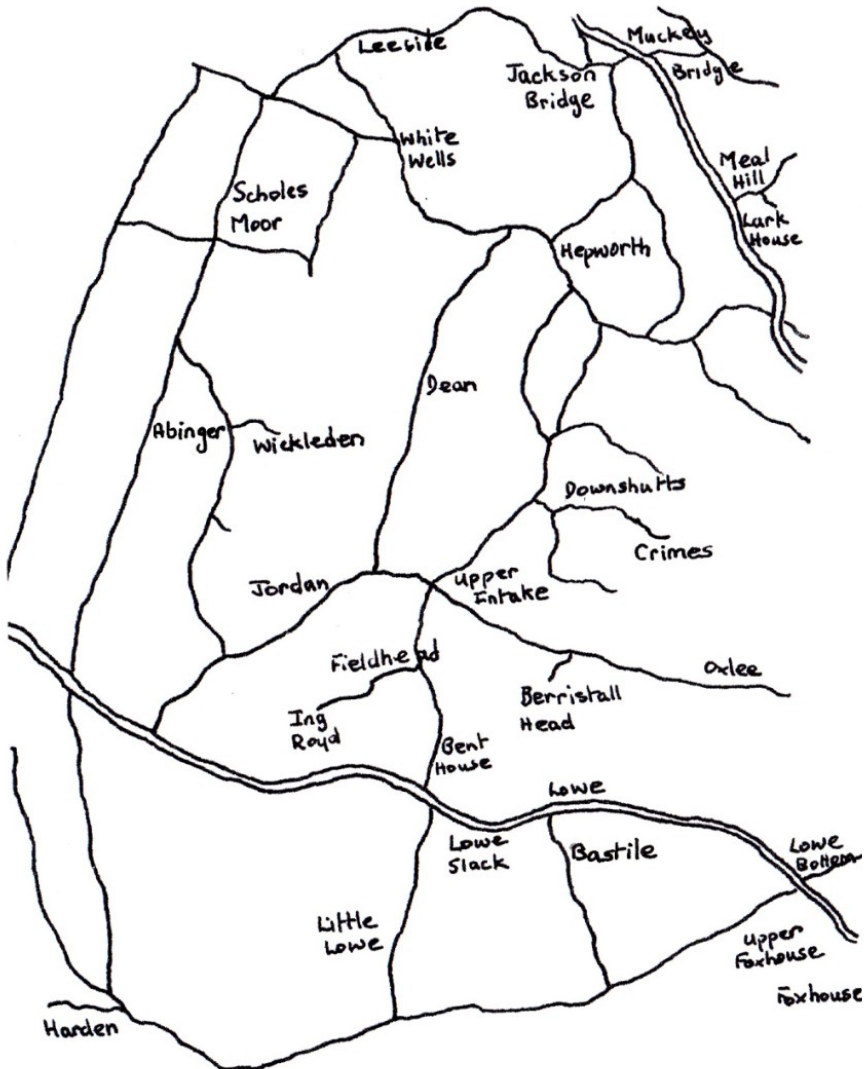 Leeside
Muckey
Bridge
Jackson
Bridge
White
Wells
Meal
Hill
Scholes
Moor
Lark
House
Hepworth
Dean
Abinger
Wickleden
Downshutts
Crimes
Jordan
Upper
Intake
Fieldhead
Oxlee
Ing
Royd
Berristall
Head
Bent
House
Lowe
Lowe
Slack
Bastile
Lowe
Bottom
Little
Lowe
Upper
Foxhouse
Foxhouse
Harden